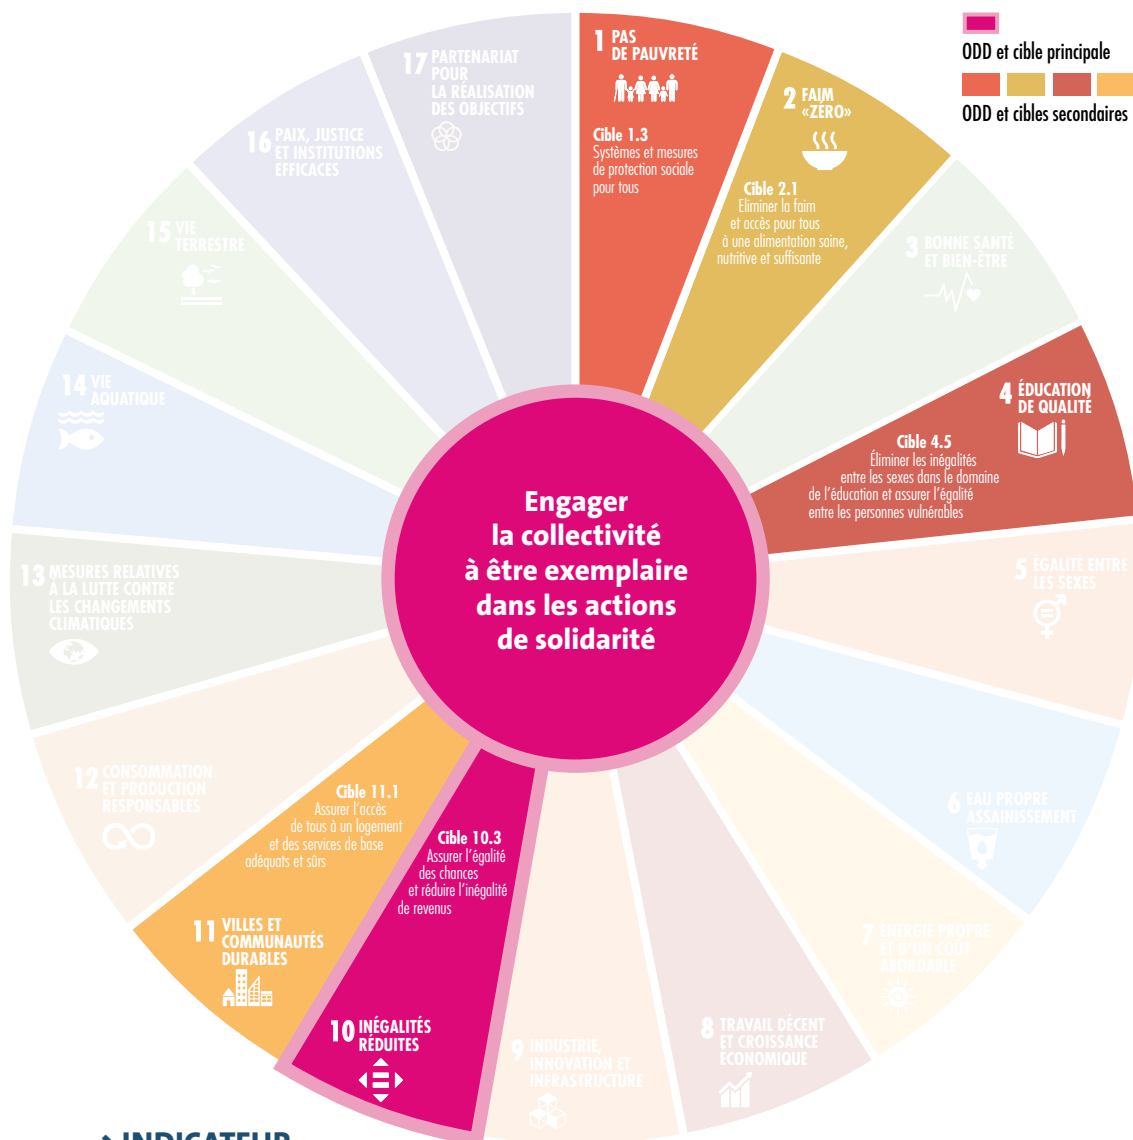 ODD et cible principale
ODD et cibles secondaires
1 PAS
DE PAUVRETÉ
Cible 1.3
Systèmes et mesures
de protection sociale
pour tous
2 FAIM
«ZÉRO»
Cible 2.1
Eliminer la faim
et accès pour tous
à une alimentation saine,
nutritive et suffisante
3 BONNE SANTÉ
ET BIEN-ÊTRE
4 ÉDUCATION
DE QUALITÉ
Cible 4.5
Éliminer les inégalités
entre les sexes dans le domaine
de l'éducation et assurer l'égalité
entre les personnes vulnérables
5 ÉGALITÉ ENTRE
LES SEXES
6 EAU PROPRE
ASSAINISSEMENT
7 ÉNERGIE PROPRE
ET D'UN COÛT
ABORDABLE
8 TRAVAIL DÉCENT
ET CROISSANCE
ÉCONOMIQUE
9 INDUSTRIE,
INNOVATION ET
INFRASTRUCTURE
10 INÉGALITÉS
RÉDUITES
Cible 10.3
Assurer l'égalité
des chances
et réduire l'inégalité
de revenus
11 VILLES ET
COMMUNAUTÉS
DURABLES
Cible 11.1
Assurer l'accès
de tous à un logement
et des services de base
adéquats et sûrs
12 CONSOMMATION
ET PRODUCTION
RESPONSABLES
13 MESURES RELATIVES
À LA LUTTE CONTRE
LES CHANGEMENTS
CLIMATIQUES
14 VIE
AQUATIQUE
15 VIE
TERRESTRE
16 PAIX, JUSTICE
ET INSTITUTIONS
EFFICACES
17 PARTENARIAT
POUR
LA RÉALISATION
DES OBJECTIFS
Engager
la collectivité
à être exemplaire
dans les actions
de solidarité
INDICATEUR